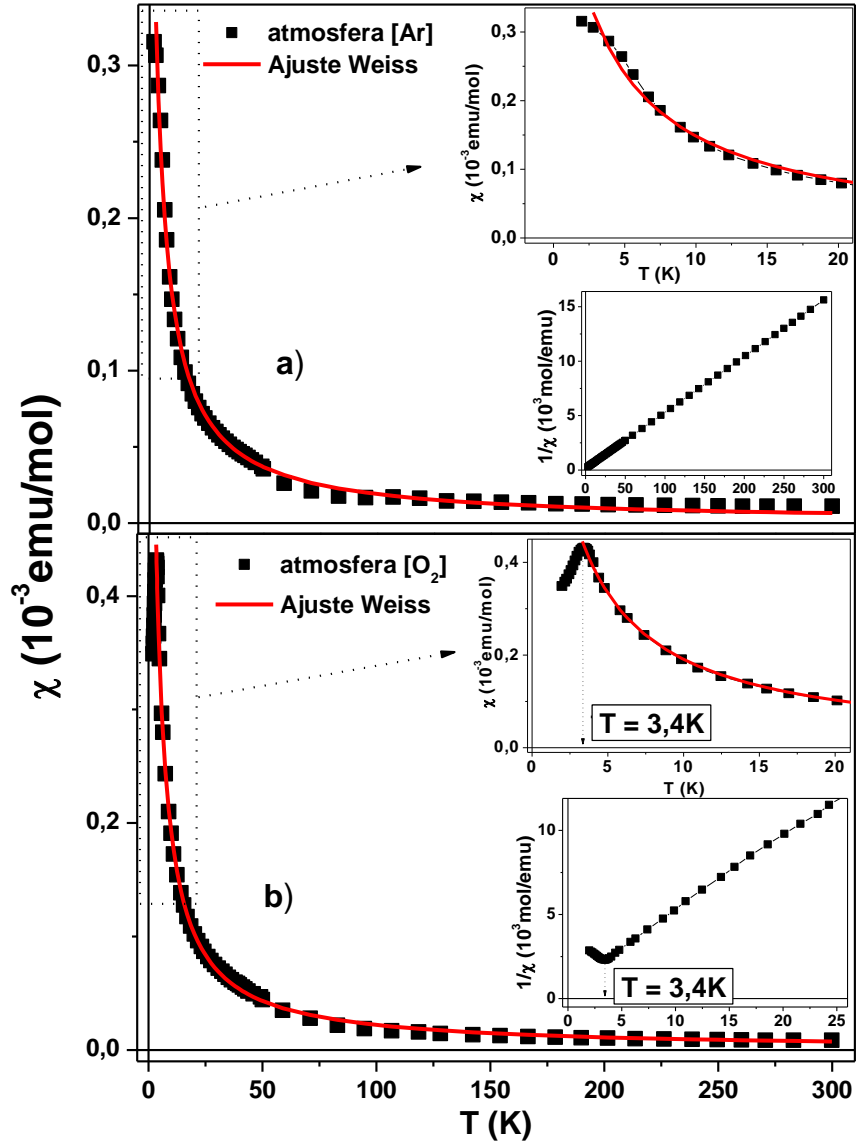 χ (10⁻³ emu/mol)
0,3
0,2
0,1
0,0
atmosfera [Ar]
Ajuste Weiss
a)
χ (10⁻³emu/mol)
0,3
0,2
0,1
0,0
0 5 10 15 20
T (K)
1/χ (10³mol/emu)
15
10
5
0
0 50 100 150 200 250 300
0,4
0,2
0,0
atmosfera [O₂]
Ajuste Weiss
b)
χ (10⁻³emu/mol)
0,4
0,2
0,0
T = 3,4K
0 5 10 15 20
T (K)
1/χ (10³mol/emu)
10
5
0
T = 3,4K
0 5 10 15 20 25
0 50 100 150 200 250 300
T (K)